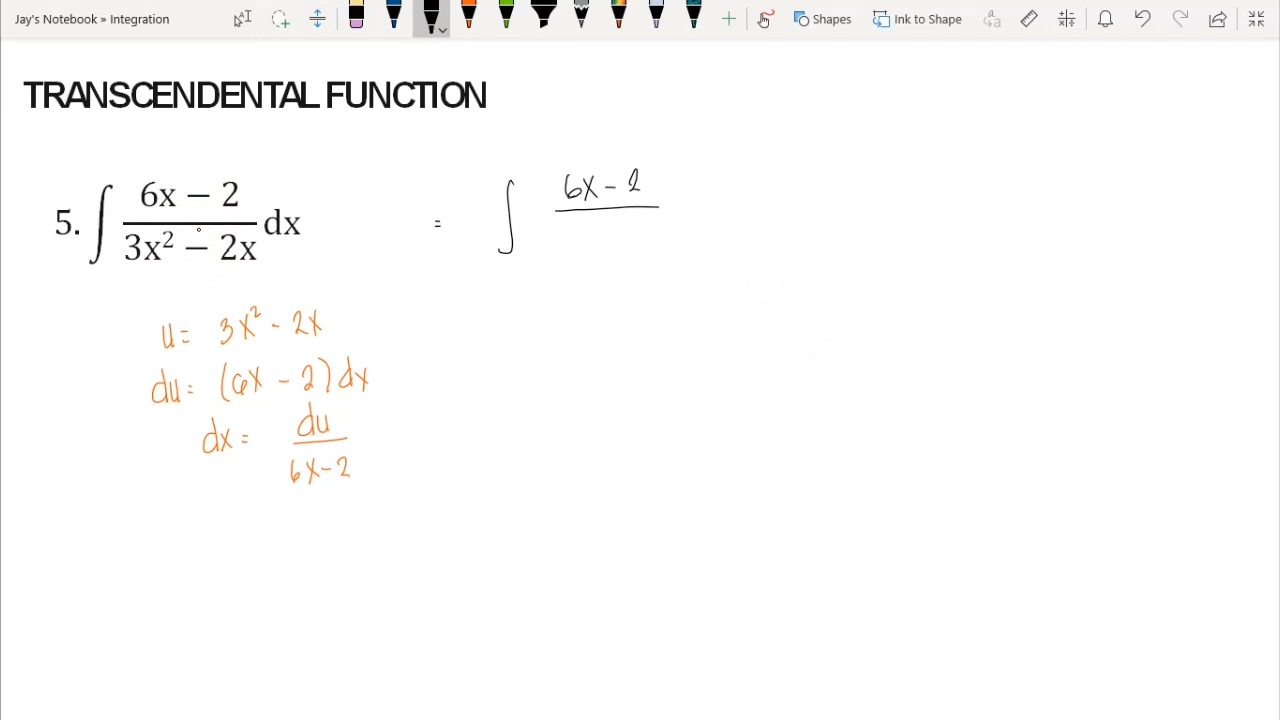 Jay's Notebook » Integration
Shapes
Ink to Shape
TRANSCENDENTAL FUNCTION
5. ∫ (6x − 2)/(3x² − 2x) dx = ∫ 6x - 2
u = 3x² - 2x
du = (6x - 2) dx
dx = du/(6x-2)